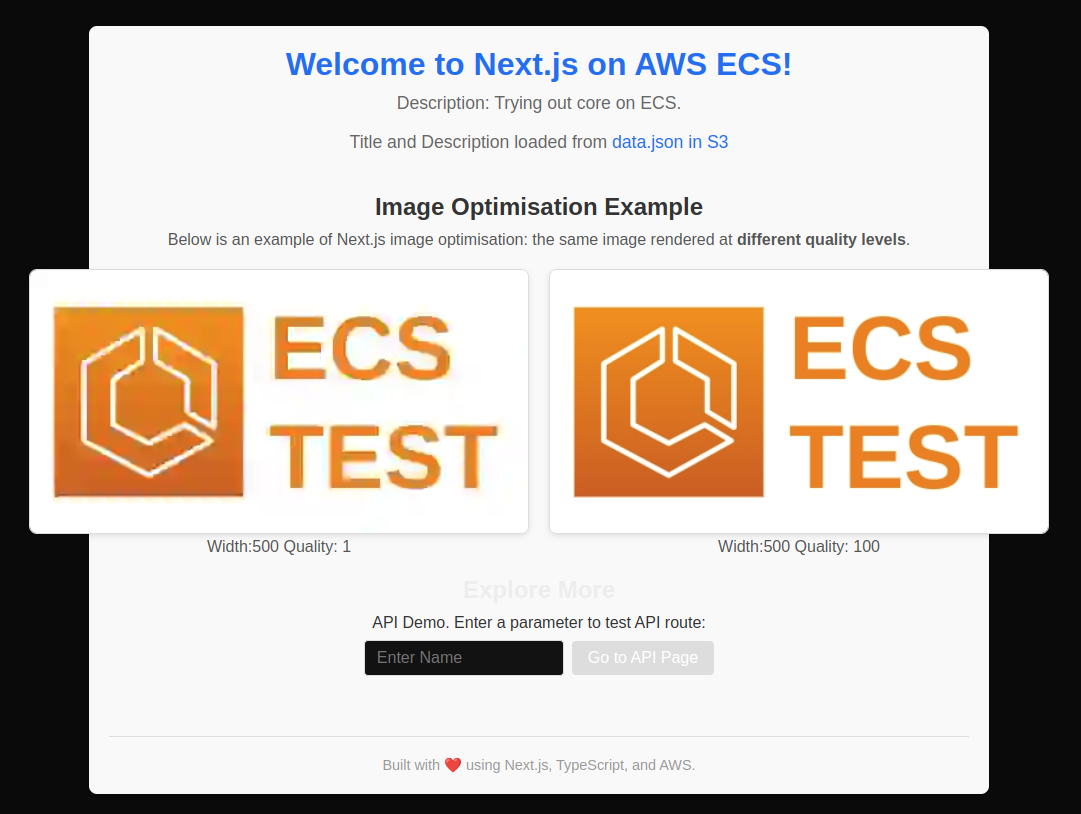 Welcome to Next.js on AWS ECS!
Description: Trying out core on ECS.
Title and Description loaded from data.json in S3
Image Optimisation Example
Below is an example of Next.js image optimisation: the same image rendered at different quality levels.
ECS
TEST
ECS
TEST
Width:500 Quality: 1
Width:500 Quality: 100
Explore More
API Demo. Enter a parameter to test API route:
Enter Name
Go to API Page
Built with ❤️ using Next.js, TypeScript, and AWS.